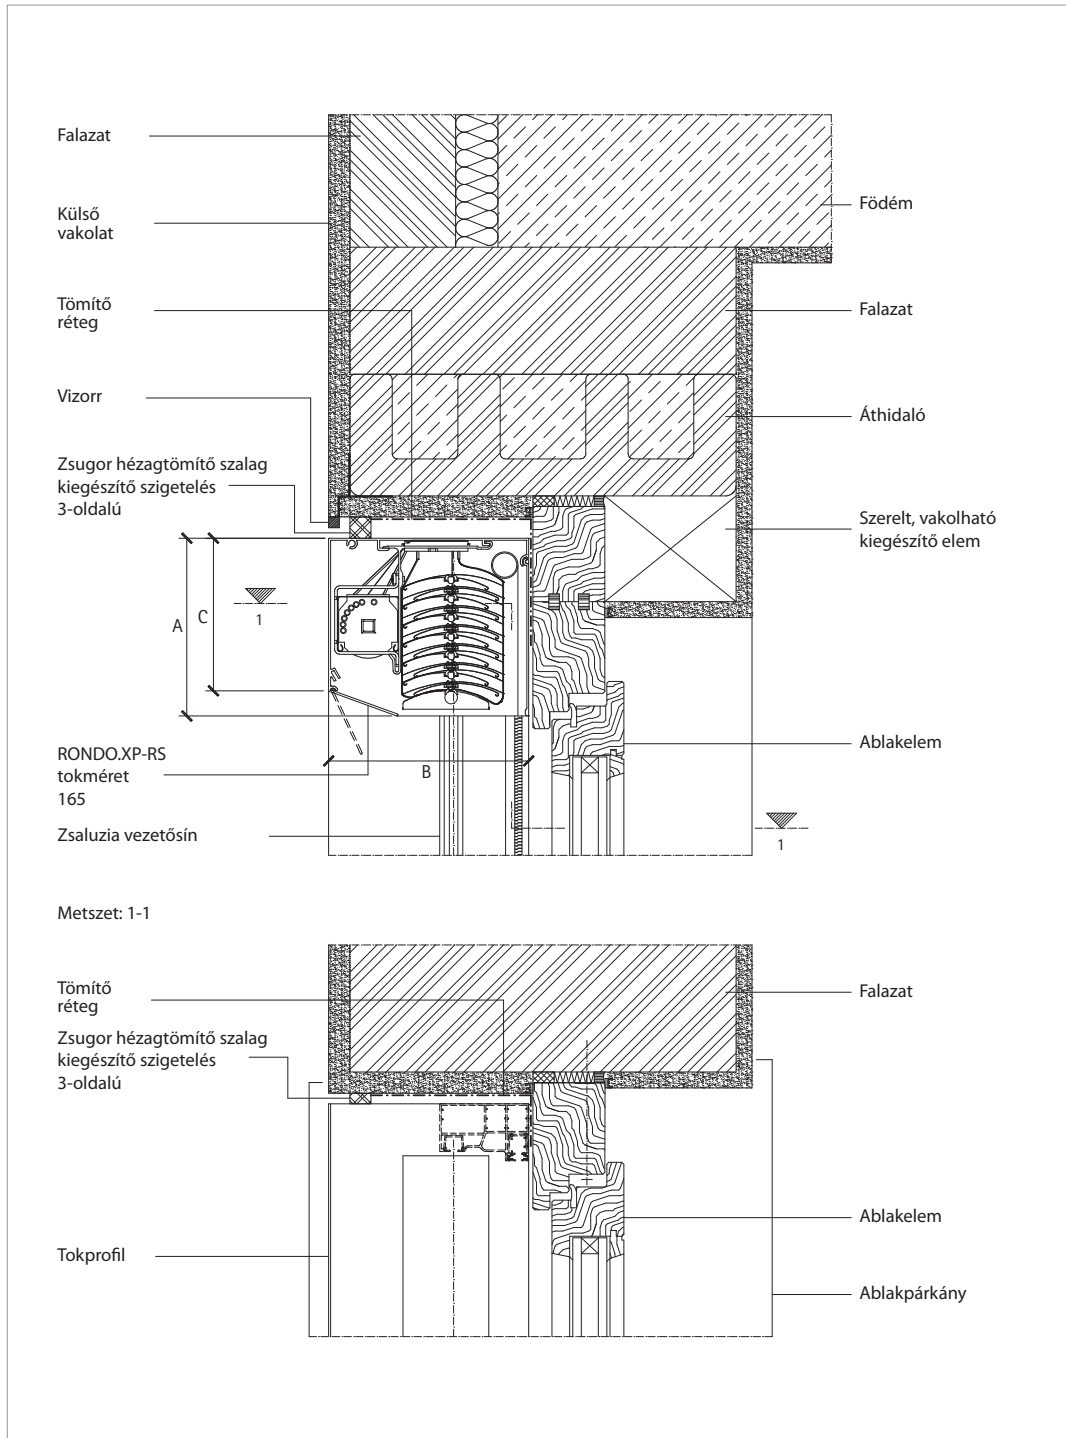 Falazat
Külső
vakolat
Födém
Tömítő
réteg
Falazat
Vizorr
Áthidaló
Zsugor hézagtömítő szalag
kiegészítő szigetelés
3-oldalú
Szerelt, vakolható
kiegészítő elem
A
C
1
RONDO.XP-RS
tokméret
165
B
Ablakelem
Zsaluzia vezetősín
1
Metszet: 1-1
Tömítő
réteg
Falazat
Zsugor hézagtömítő szalag
kiegészítő szigetelés
3-oldalú
Ablakelem
Tokprofil
Ablakpárkány